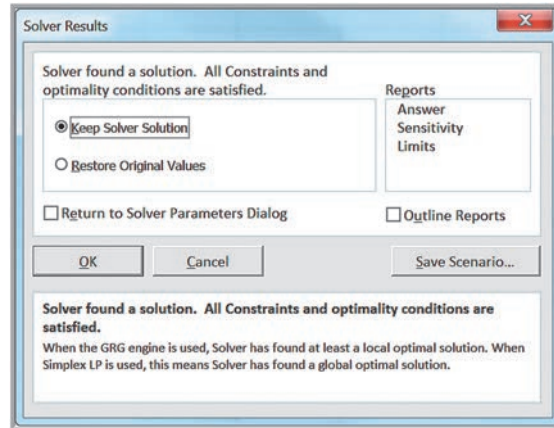 Solver Results
Solver found a solution. All Constraints and
optimality conditions are satisfied.
Reports
Answer
Sensitivity
Limits
Keep Solver Solution
Restore Original Values
Return to Solver Parameters Dialog
Outline Reports
OK
Cancel
Save Scenario...
Solver found a solution. All Constraints and optimality conditions are
satisfied.
When the GRG engine is used, Solver has found at least a local optimal solution. When
Simplex LP is used, this means Solver has found a global optimal solution.